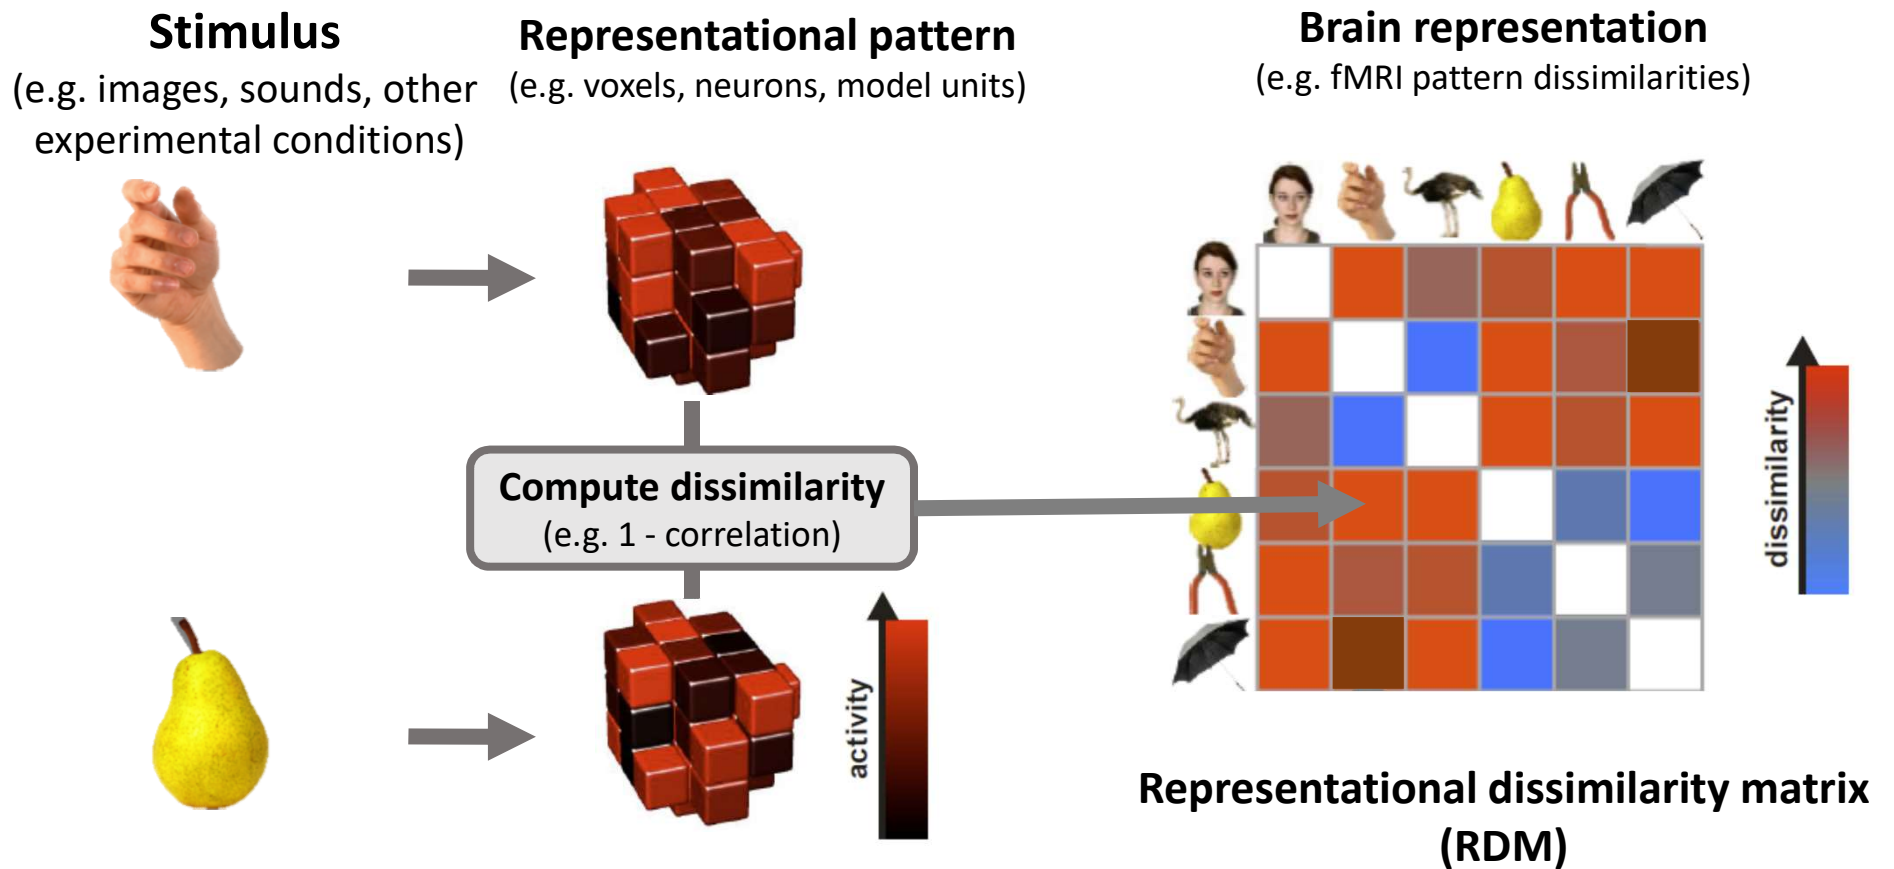 Stimulus
(e.g. images, sounds, other
experimental conditions)
Representational pattern
(e.g. voxels, neurons, model units)
Compute dissimilarity
(e.g. 1 - correlation)
activity
Brain representation
(e.g. fMRI pattern dissimilarities)
dissimilarity
Representational dissimilarity matrix
(RDM)